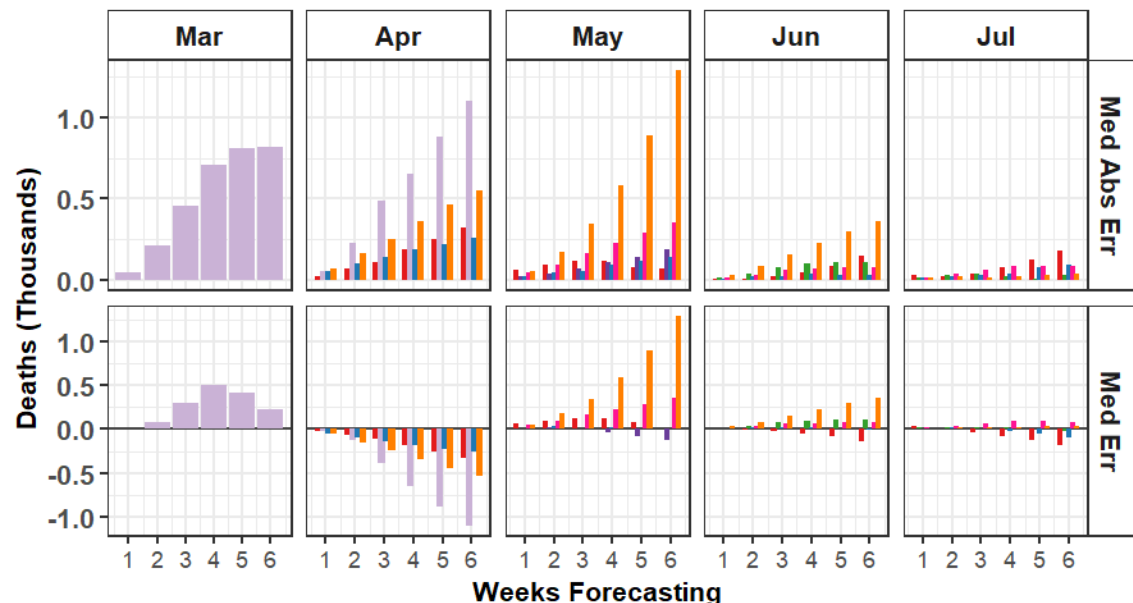 Mar Apr May Jun Jul
Deaths (Thousands)
1.0
0.5
0.0
Med Abs Err
1.0
0.5
0.0
-0.5
-1.0
Med Err
1 2 3 4 5 6 1 2 3 4 5 6 1 2 3 4 5 6 1 2 3 4 5 6 1 2 3 4 5 6
Weeks Forecasting